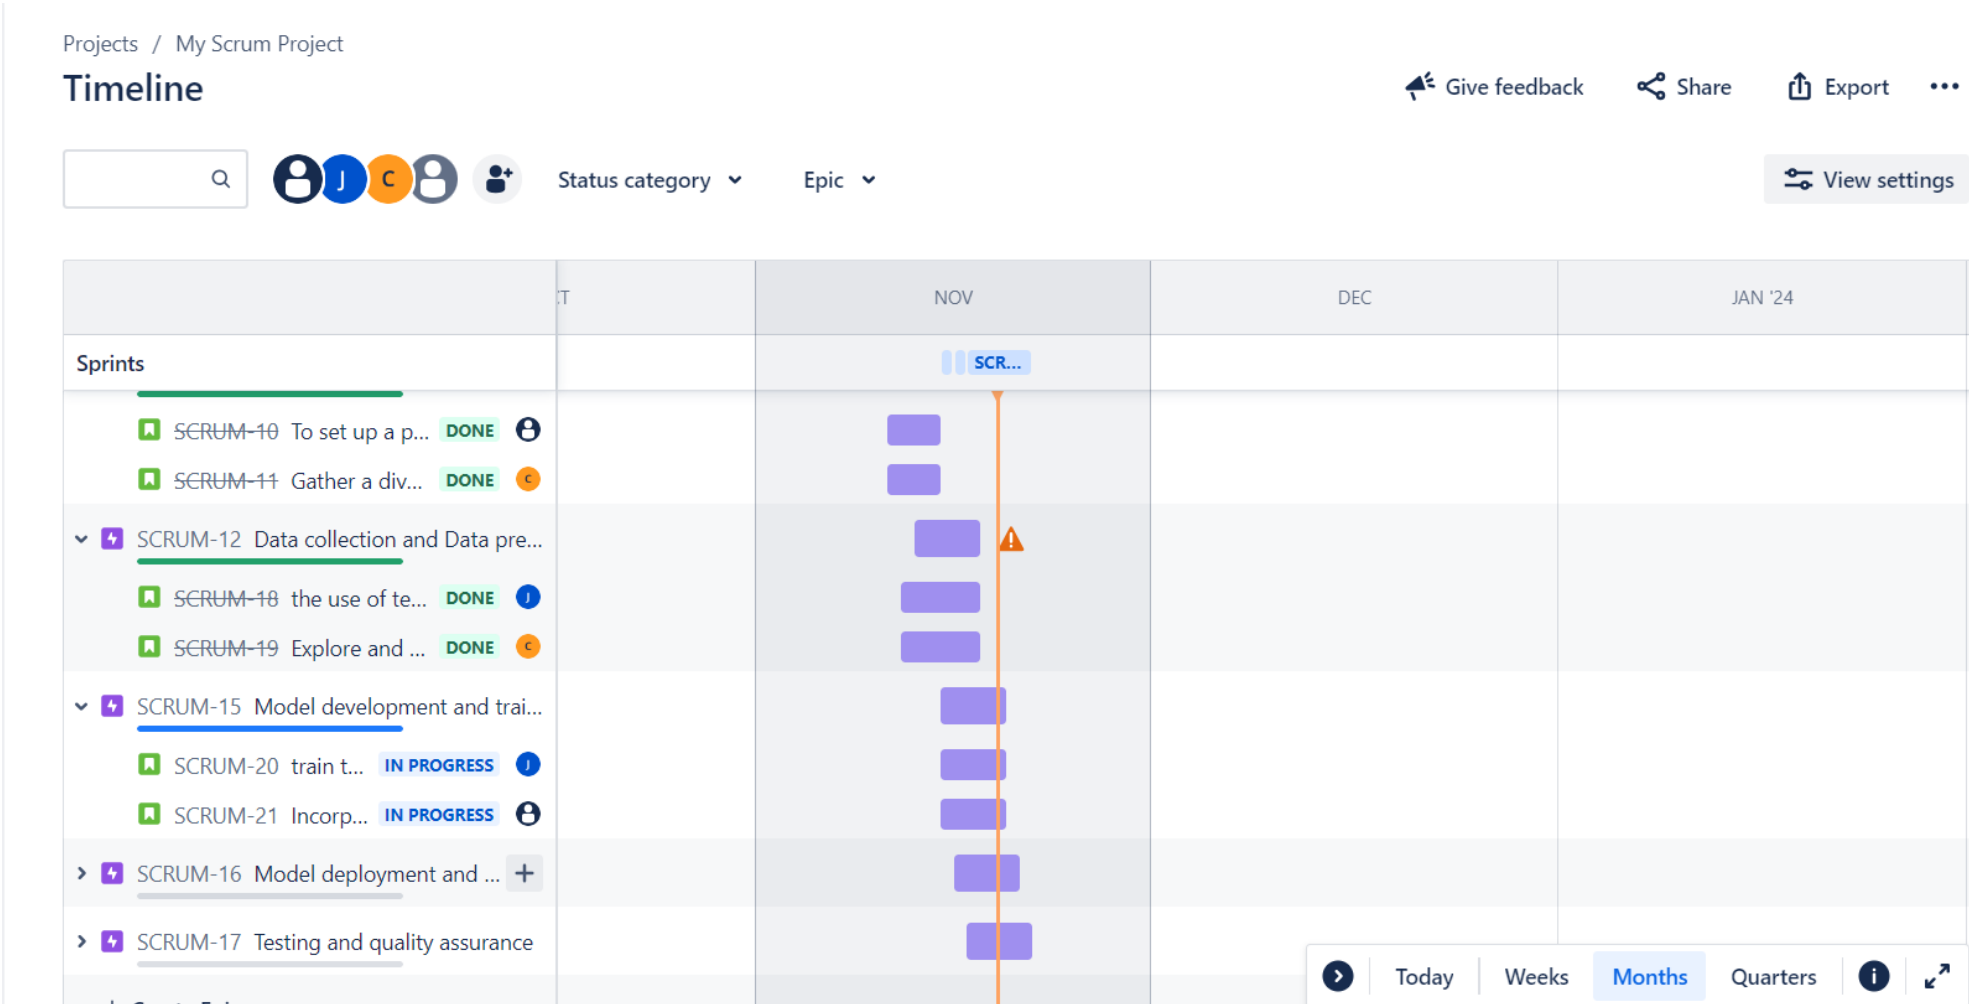 Projects / My Scrum Project
Timeline
Give feedback
Share
Export
J
C
Status category
Epic
View settings
NOV
DEC
JAN '24
Sprints
SCR...
SCRUM-10 To set up a p... DONE
SCRUM-11 Gather a div... DONE C
SCRUM-12 Data collection and Data pre...
SCRUM-18 the use of te... DONE J
SCRUM-19 Explore and ... DONE C
SCRUM-15 Model development and trai...
SCRUM-20 train t... IN PROGRESS J
SCRUM-21 Incorp... IN PROGRESS
SCRUM-16 Model deployment and ... +
SCRUM-17 Testing and quality assurance
Today
Weeks
Months
Quarters